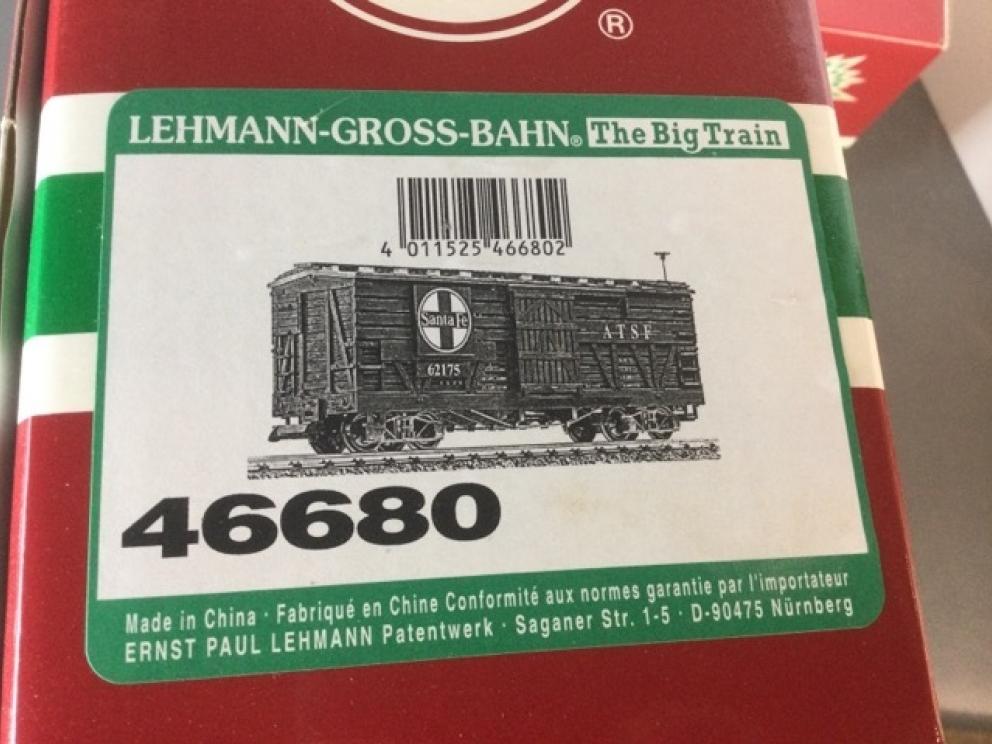 ®
LEHMANN-GROSS-BAHN® The Big Train
4 011525 466802
Santa Fe
62175
ATSF
46680
Made in China · Fabriqué en Chine Conformité aux normes garantie par l'importateur
ERNST PAUL LEHMANN Patentwerk · Saganer Str. 1-5 · D-90475 Nürnberg